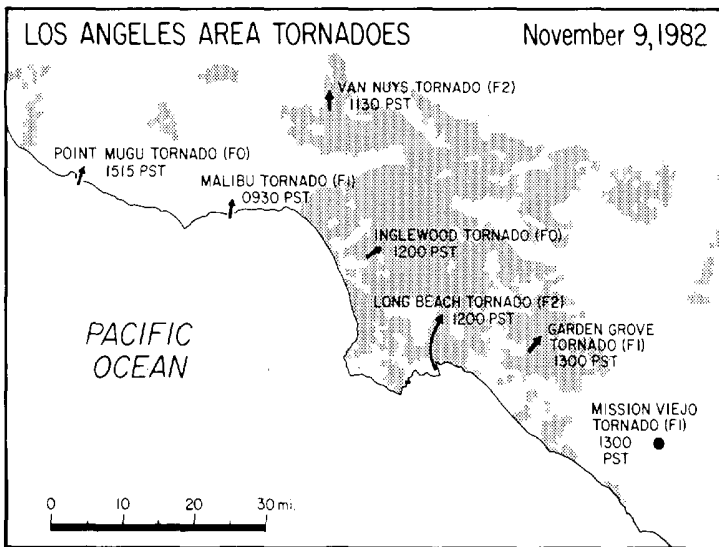 LOS ANGELES AREA TORNADOES
November 9, 1982
VAN NUYS TORNADO (F2)
1130 PST
POINT MUGU TORNADO (F0)
1515 PST
MALIBU TORNADO (F1)
0930 PST
INGLEWOOD TORNADO (F0)
1200 PST
LONG BEACH TORNADO (F2)
1200 PST
PACIFIC
OCEAN
GARDEN GROVE
TORNADO (F1)
1300 PST
MISSION VIEJO
TORNADO (F1)
1300
PST
0 10 20 30 mi.